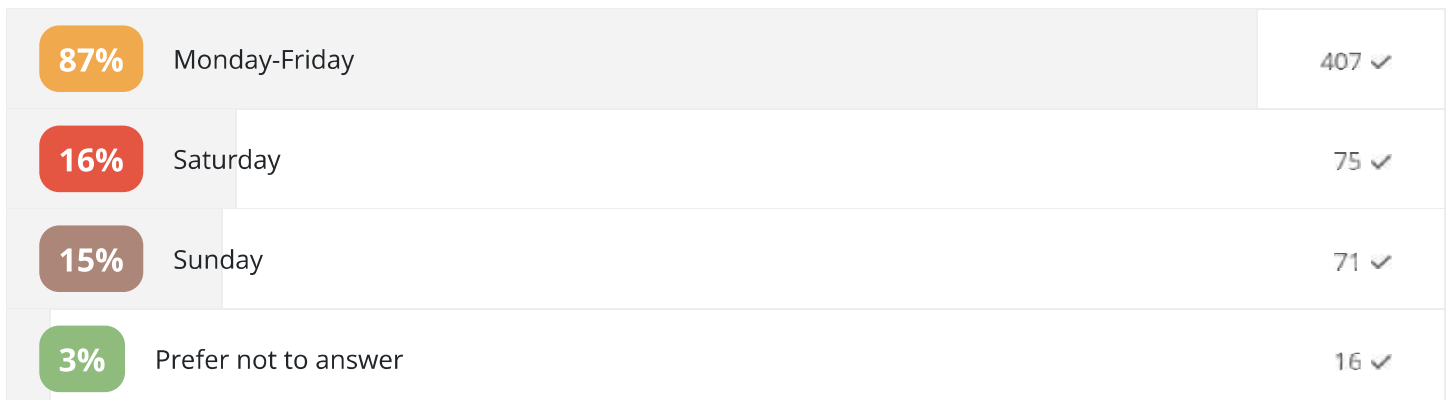 87% Monday-Friday 407
16% Saturday 75
15% Sunday 71
3% Prefer not to answer 16